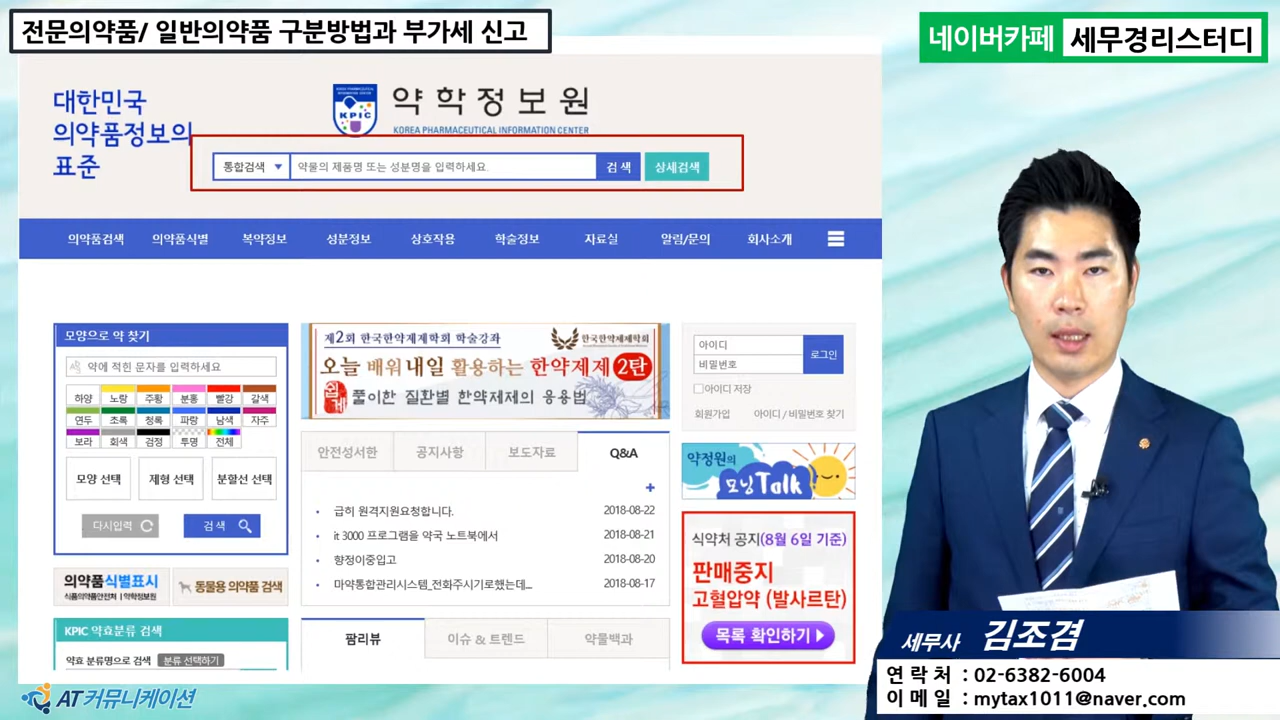 전문의약품/ 일반의약품 구분방법과 부가세 신고
네이버카페 세무경리스터디
대한민국
의약품정보의
표준
KPIC
약학정보원
KOREA PHARMACEUTICAL INFORMATION CENTER
통합검색 약물의 제품명 또는 성분명을 입력하세요. 검색 상세검색
의약품검색 의약품식별 복약정보 성분정보 상호작용 학술정보 자료실 알림/문의 회사소개
모양으로 약 찾기
약에 적힌 문자를 입력하세요
하양 노랑 주황 분홍 빨강 갈색
연두 초록 청록 파랑 남색 자주
보라 회색 검정 투명 전체
모양 선택 제형 선택 분할선 선택
다시입력 검색
의약품식별표시
식품의약품안전처 | 약학정보원
동물용 의약품 검색
KPIC 약효분류 검색
약효 분류명으로 검색 분류 선택하기
제2회 한국한약제제학회 학술강좌
한국한약제제학회
오늘 배워 내일 활용하는 한약제제 2탄
쉽게 풀이한 질환별 한약제제의 응용법
안전성서한 공지사항 보도자료 Q&A
+
급히 원격지원요청합니다. 2018-08-22
it 3000 프로그램을 약국 노트북에서 2018-08-21
향정이중입고 2018-08-20
마약통합관리시스템_전화주시기로했는데... 2018-08-17
팜리뷰 이슈 & 트렌드 약물백과
아이디
비밀번호
로그인
아이디 저장
회원가입 아이디 / 비밀번호 찾기
약정원의
모닝Talk
식약처 공지(8월 6일 기준)
판매중지
고혈압약 (발사르탄)
목록 확인하기
세무사 김조겸
연락처 : 02-6382-6004
이메일 : mytax1011@naver.com
AT커뮤니케이션